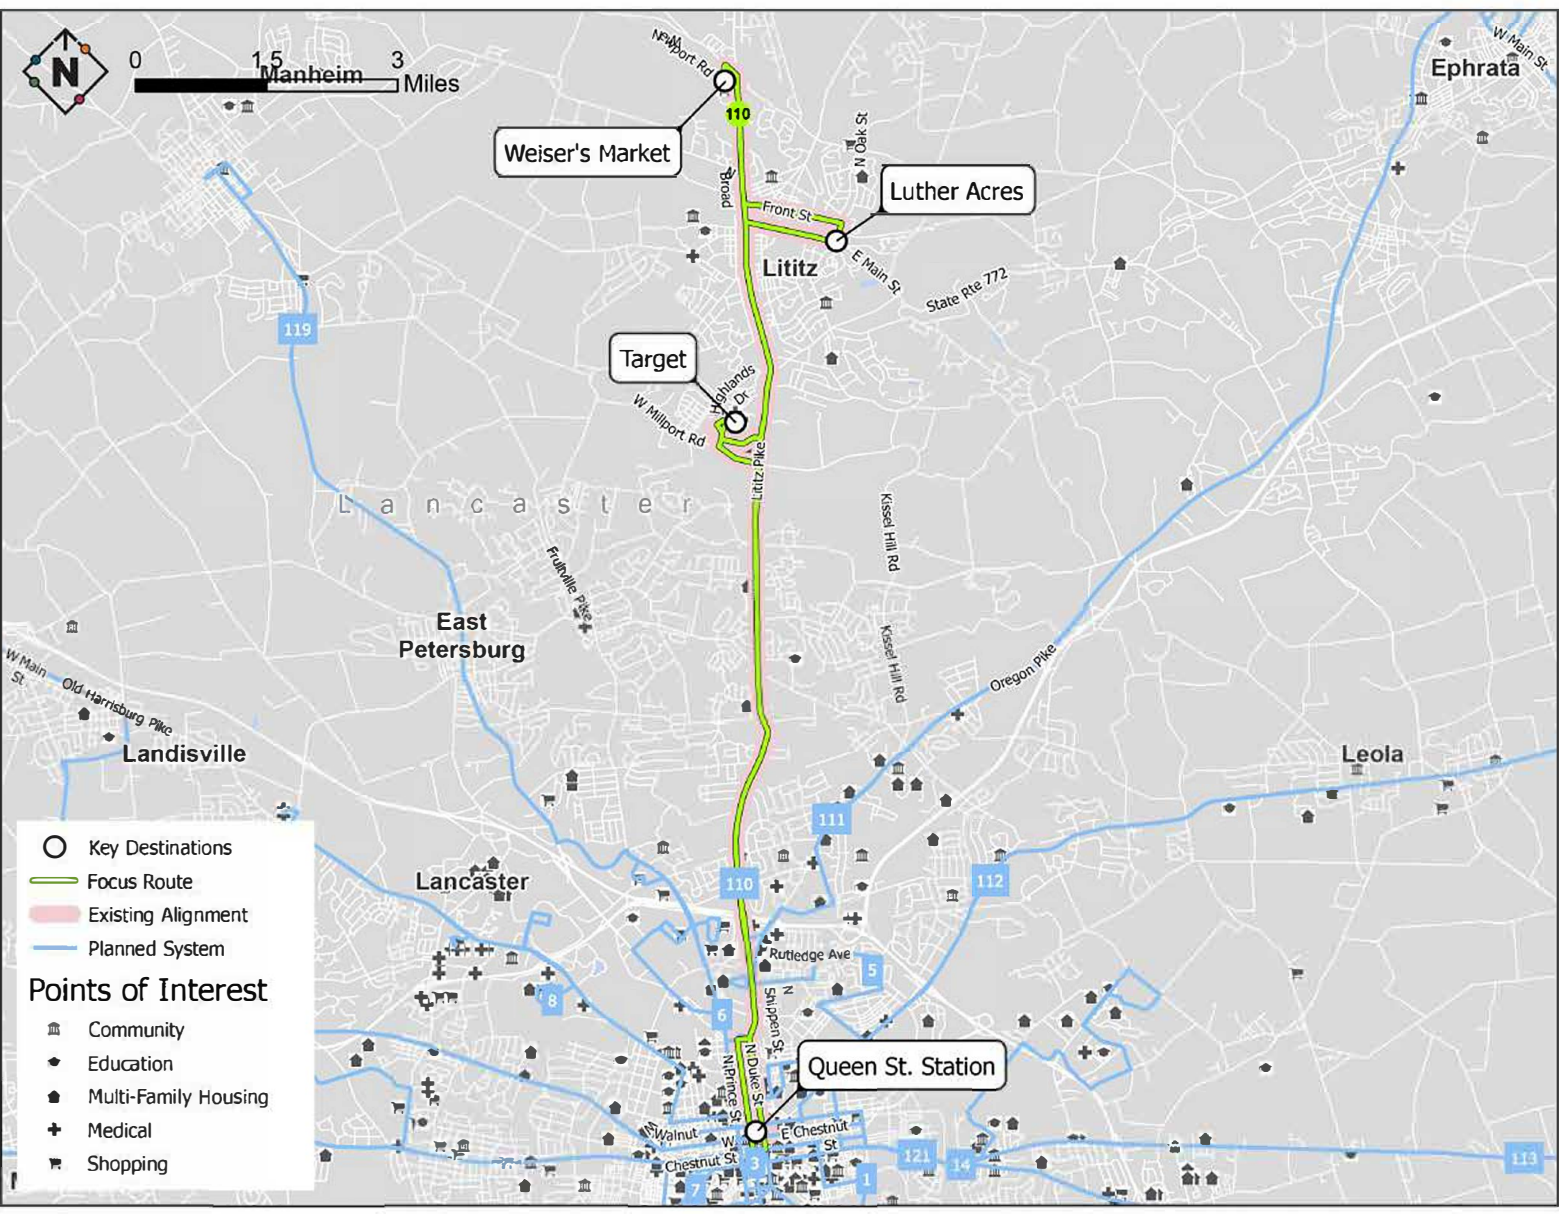 N
0 1.5 3
Miles
Manheim
Newport Rd
W Main St
Ephrata
110
Weiser's Market
N Oak St
Luther Acres
N Broad
Front St
Lititz
E Main St
State Rte 772
119
Target
Highlands Dr
W Millport Rd
Lititz Pike
Lancaster
Kissel Hill Rd
Fruitville Pike
East
Petersburg
Kissel Hill Rd
W Main St
Old Harrisburg Pike
Oregon Pike
Landisville
Leola
111
112
110
Lancaster
Key Destinations
Focus Route
Existing Alignment
Planned System
Points of Interest
Community
Education
Multi-Family Housing
Medical
Shopping
Rutledge Ave
5
8
6
N Shippen St
N Duke St
N Prince St
Queen St. Station
W Walnut
E Chestnut St
W Chestnut St
3
7
1
121
14
113